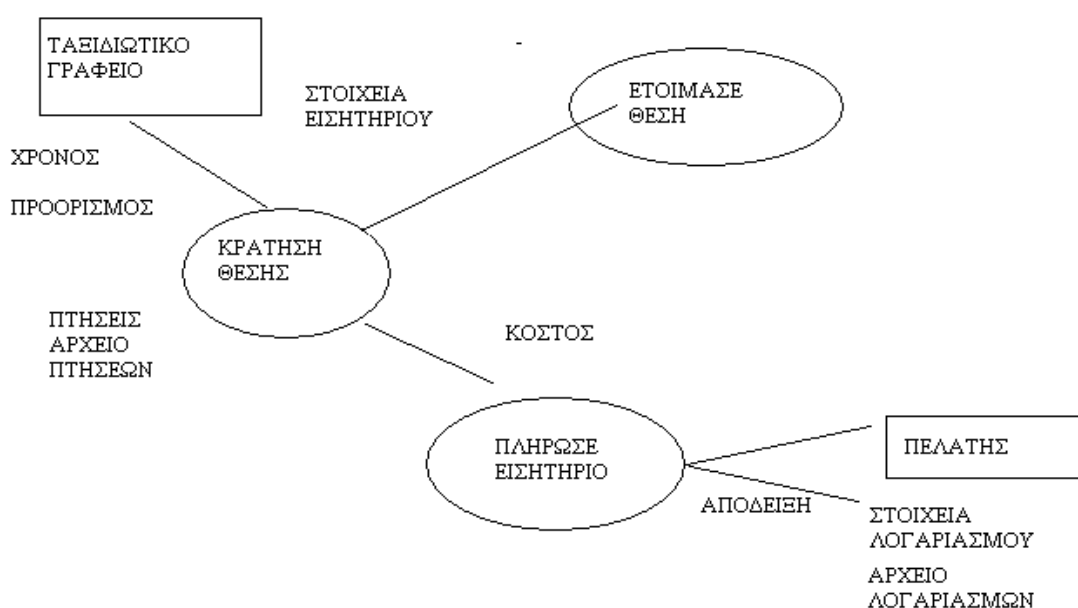 ΤΑΞΙΔΙΩΤΙΚΟ
ΓΡΑΦΕΙΟ
ΣΤΟΙΧΕΙΑ
ΕΙΣΗΤΗΡΙΟΥ
ΕΤΟΙΜΑΣΕ
ΘΕΣΗ
ΧΡΟΝΟΣ
ΠΡΟΟΡΙΣΜΟΣ
ΚΡΑΤΗΣΗ
ΘΕΣΗΣ
ΠΤΗΣΕΙΣ
ΑΡΧΕΙΟ
ΠΤΗΣΕΩΝ
ΚΟΣΤΟΣ
ΠΛΗΡΩΣΕ
ΕΙΣΗΤΗΡΙΟ
ΠΕΛΑΤΗΣ
ΑΠΟΔΕΙΞΗ
ΣΤΟΙΧΕΙΑ
ΛΟΓΑΡΙΑΣΜΟΥ
ΑΡΧΕΙΟ
ΛΟΓΑΡΙΑΣΜΩΝ